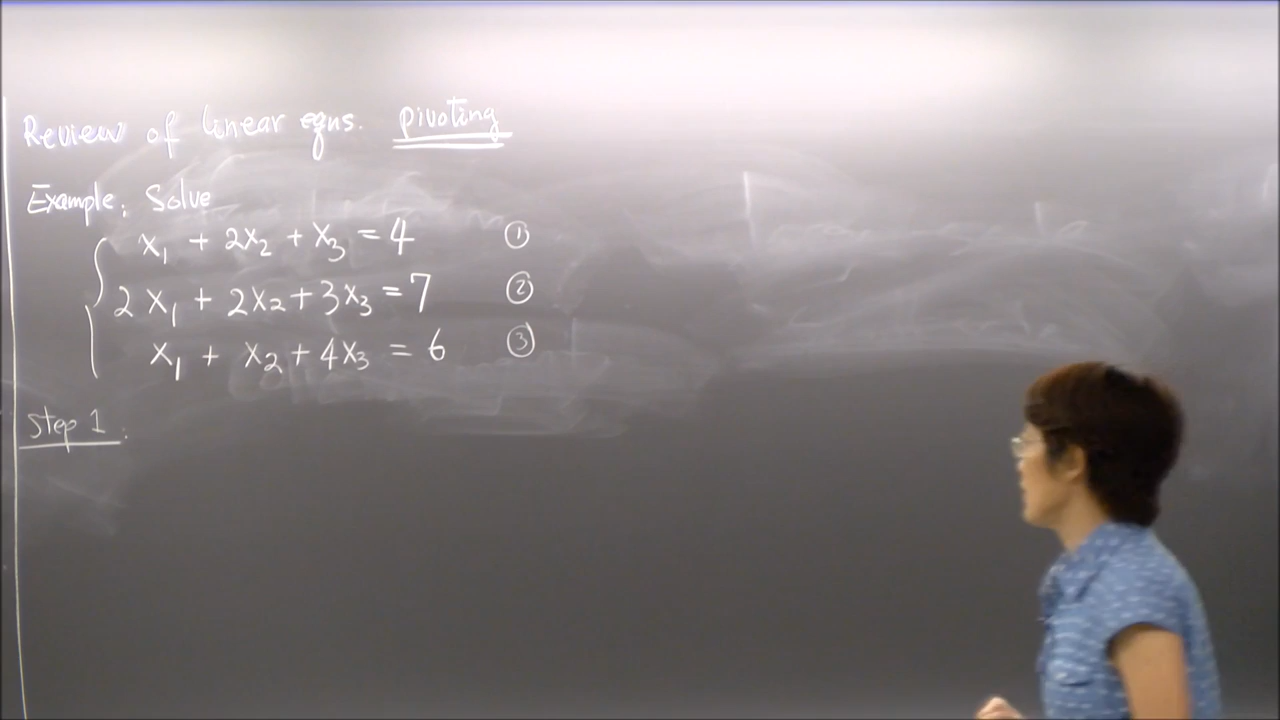 Review of linear eqns. pivoting
Example: Solve
x₁ + 2x₂ + x₃ = 4 ①
2x₁ + 2x₂ + 3x₃ = 7 ②
x₁ + x₂ + 4x₃ = 6 ③
Step 1: